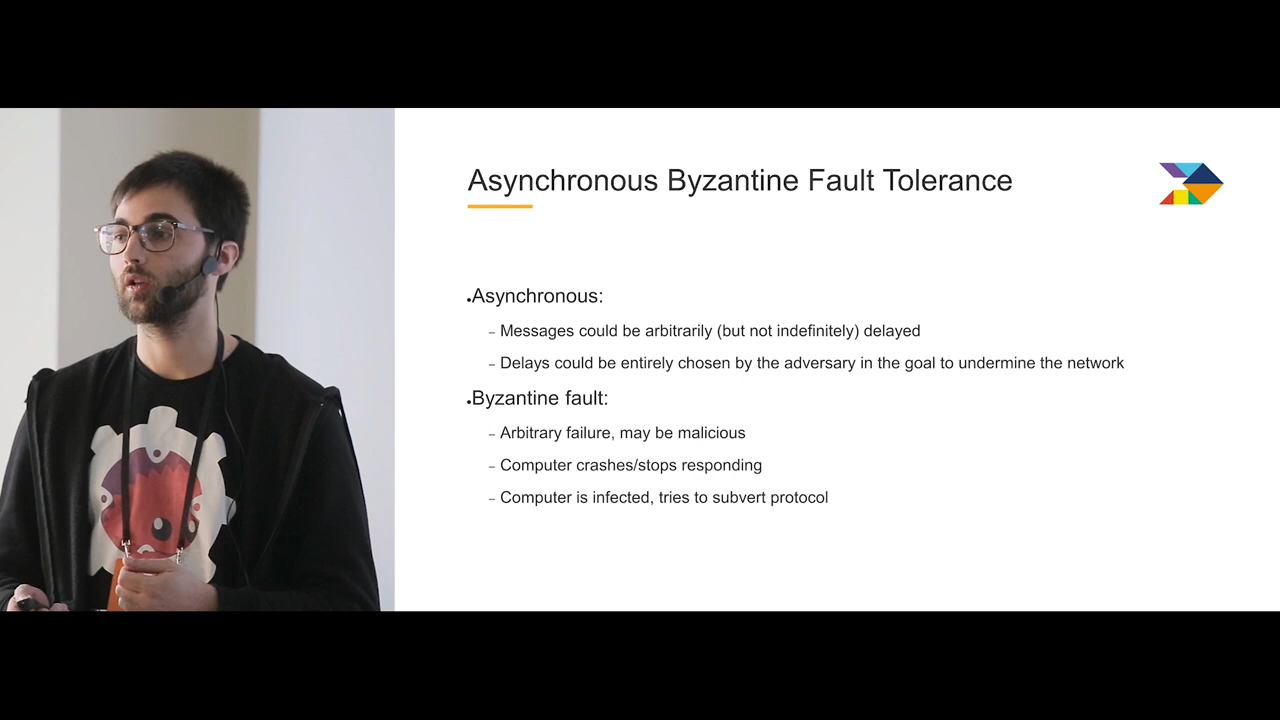 Asynchronous Byzantine Fault Tolerance
•Asynchronous:
– Messages could be arbitrarily (but not indefinitely) delayed
– Delays could be entirely chosen by the adversary in the goal to undermine the network
•Byzantine fault:
– Arbitrary failure, may be malicious
– Computer crashes/stops responding
– Computer is infected, tries to subvert protocol